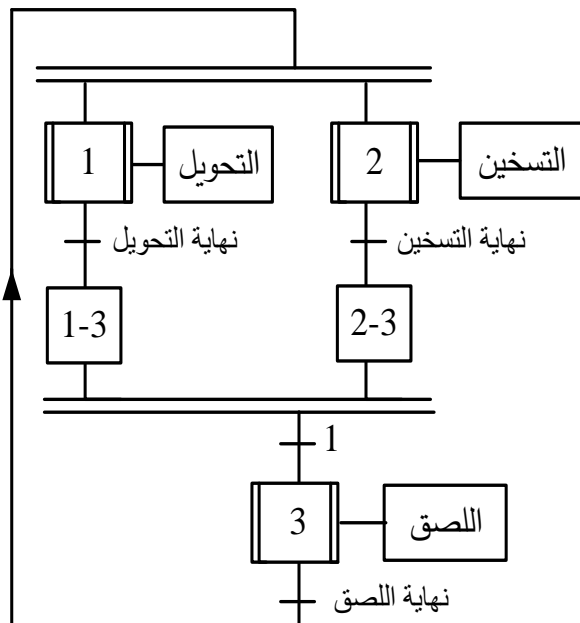 1
التحويل
2
التسخين
نهاية التحويل
نهاية التسخين
1-3
2-3
1
3
اللصق
نهاية اللصق